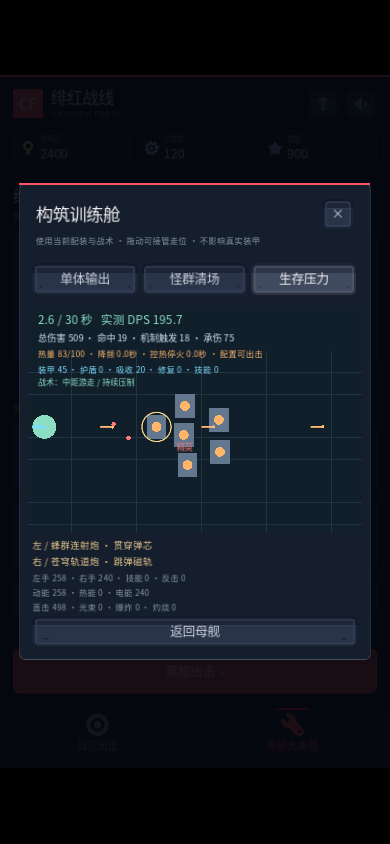 CF 绯红战线
?
2400
120
900
构筑训练舱
×
使用当前配装与战术 • 拖动可接管走位 • 不影响真实装甲
单体输出
怪群清场
生存压力
2.6 / 30 秒 实测 DPS 195.7
总伤害 509 • 命中 19 • 机制触发 18 • 承伤 75
热量 83/100 • 降频 0.0秒 • 控热停火 0.0秒 • 配置可出击
装甲 45 • 护盾 0 • 吸收 20 • 修复 0 • 技能 0
战术：中距游走 / 持续压制
精英
左 / 蜂群连射炮 • 贯穿弹芯
右 / 苍穹轨道炮 • 跳弹磁轨
左手 258 • 右手 240 • 技能 0 • 反击 0
动能 258 • 热能 0 • 电能 240
直击 498 • 光束 0 • 爆炸 0 • 灼烧 0
返回母舰